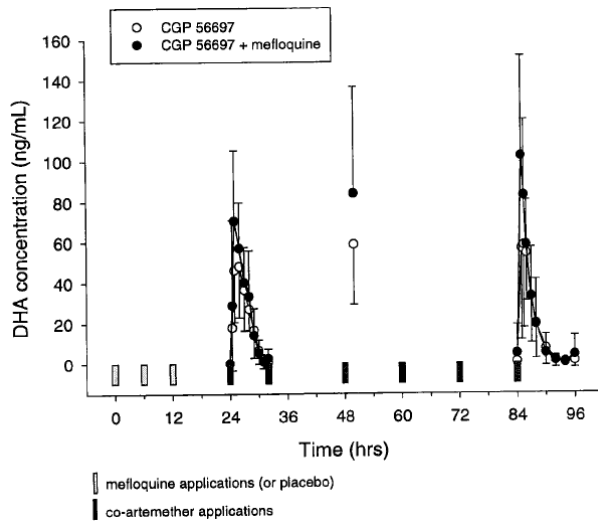 CGP 56697
CGP 56697 + mefloquine
160
140
120
100
80
60
40
20
0
DHA concentration (ng/mL)
0 12 24 36 48 60 72 84 96
Time (hrs)
mefloquine applications (or placebo)
co-artemether applications